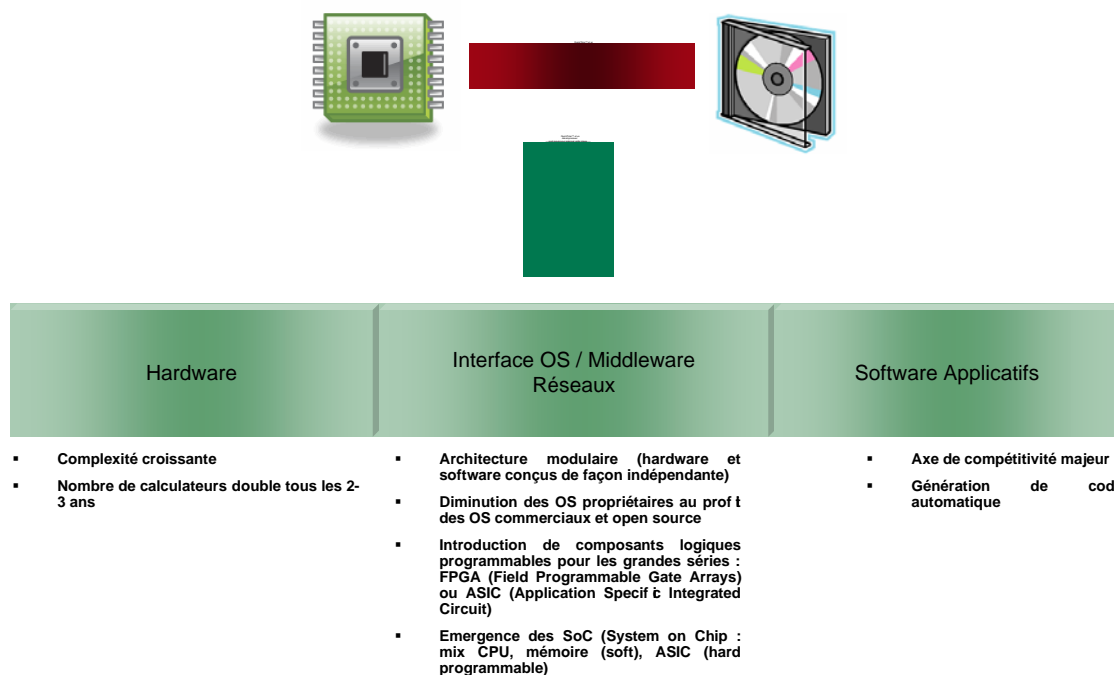 Hardware
Interface OS / Middleware
Réseaux
Software Applicatifs
▪ Complexité croissante
▪ Nombre de calculateurs double tous les 2-
3 ans
▪ Architecture modulaire (hardware et
software conçus de façon indépendante)
▪ Diminution des OS propriétaires au profit
des OS commerciaux et open source
▪ Introduction de composants logiques
programmables pour les grandes séries :
FPGA (Field Programmable Gate Arrays)
ou ASIC (Application Specific Integrated
Circuit)
▪ Emergence des SoC (System on Chip :
mix CPU, mémoire (soft), ASIC (hard
programmable)
▪ Axe de compétitivité majeur
▪ Génération de cod
automatique